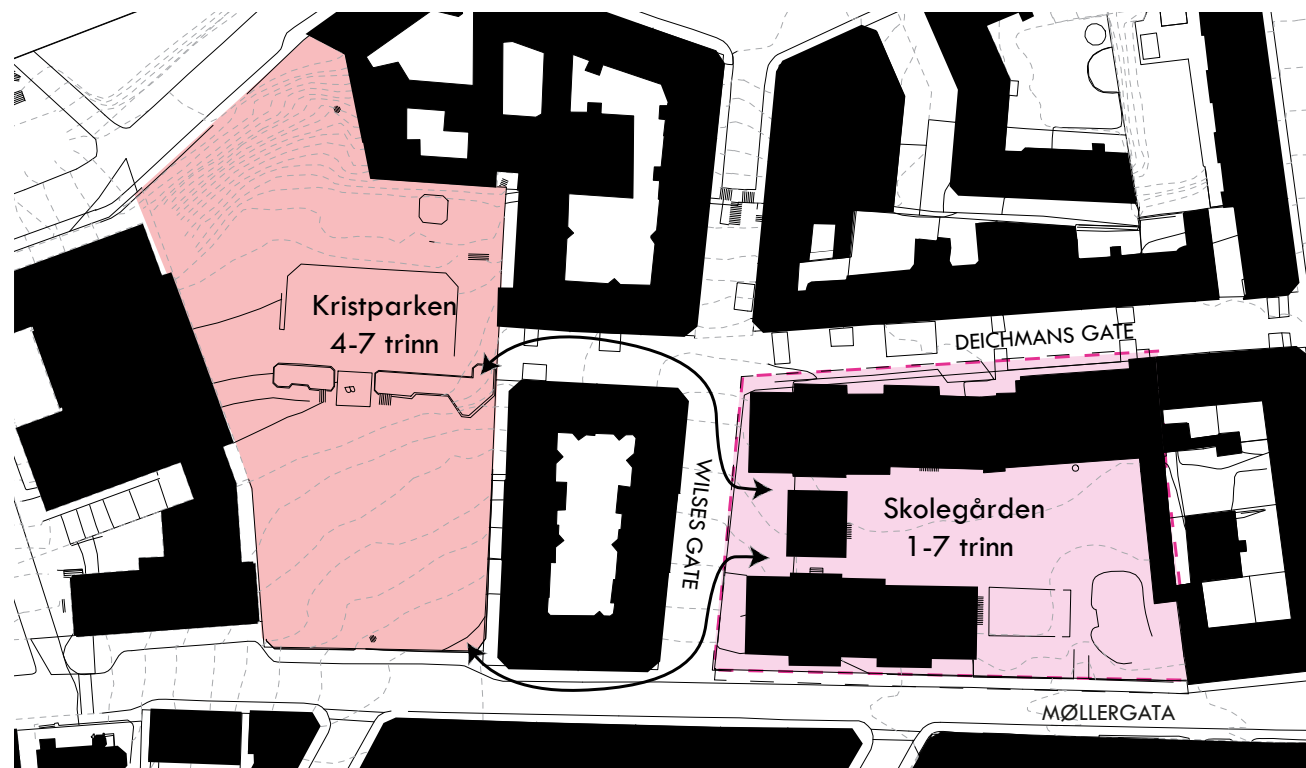 Kristparken
4-7 trinn
DEICHMANS GATE
WILSES GATE
Skolegården
1-7 trinn
MØLLERGATA